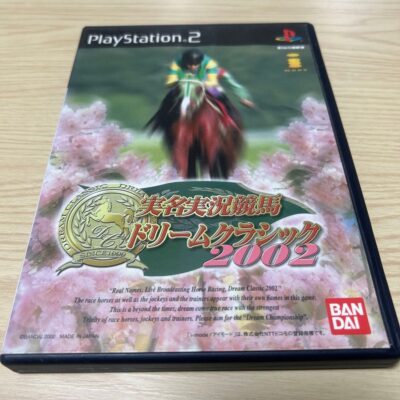 PlayStation 2
実名実況競馬
ドリームクラシック
2002
SINCE 1996
"Real Names, Live Broadcasting Horse Racing, Dream Classic 2002"
The race horses as well as the jockeys and the trainers appear with their own names in this game.
This is a beyond the times, dream come true race with the strongest
Trinity of race horses, jockeys and trainers. Please aim for the "Dream Championship".
BAN
DAI
©BANDAI 2002 MADE IN JAPAN